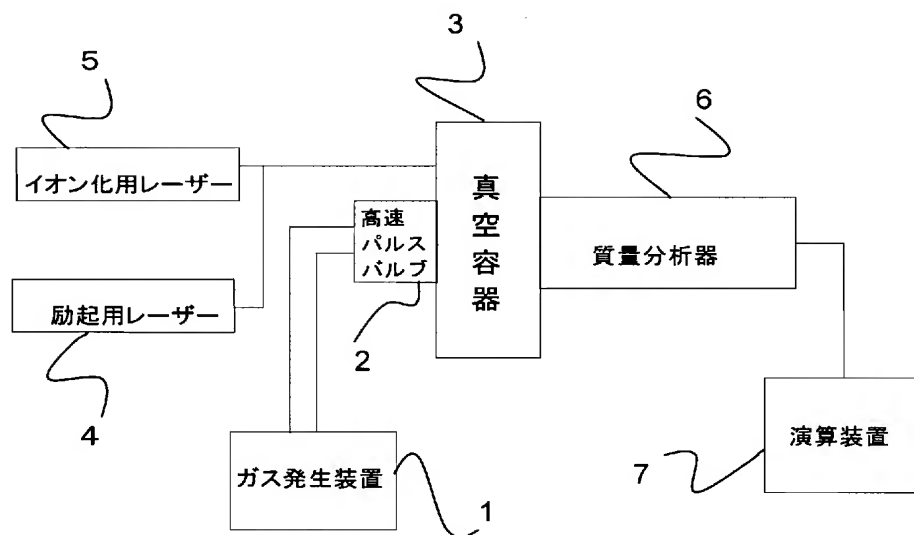 3
5
6
イオン化用レーザー
真空容器
高速
パルス
バルブ
質量分析器
励起用レーザー
2
4
ガス発生装置
演算装置
7
1